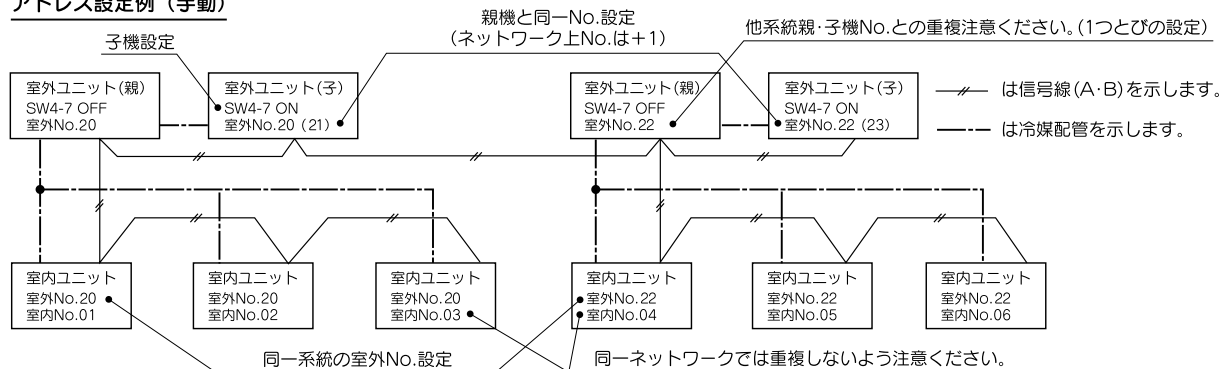 アドレス設定例（手動）
子機設定
親機と同一No.設定
（ネットワーク上No.は＋1）
他系統親・子機No.との重複注意ください。（1つとびの設定）
室外ユニット（親）
SW4-7 OFF
室外No.20
室外ユニット（子）
SW4-7 ON
室外No.20（21）
室外ユニット（親）
SW4-7 OFF
室外No.22
室外ユニット（子）
SW4-7 ON
室外No.22（23）
は信号線（A・B）を示します。
は冷媒配管を示します。
室内ユニット
室外No.20
室内No.01
室内ユニット
室外No.20
室内No.02
室内ユニット
室外No.20
室内No.03
室内ユニット
室外No.22
室内No.04
室内ユニット
室外No.22
室内No.05
室内ユニット
室外No.22
室内No.06
同一系統の室外No.設定
同一ネットワークでは重複しないよう注意ください。